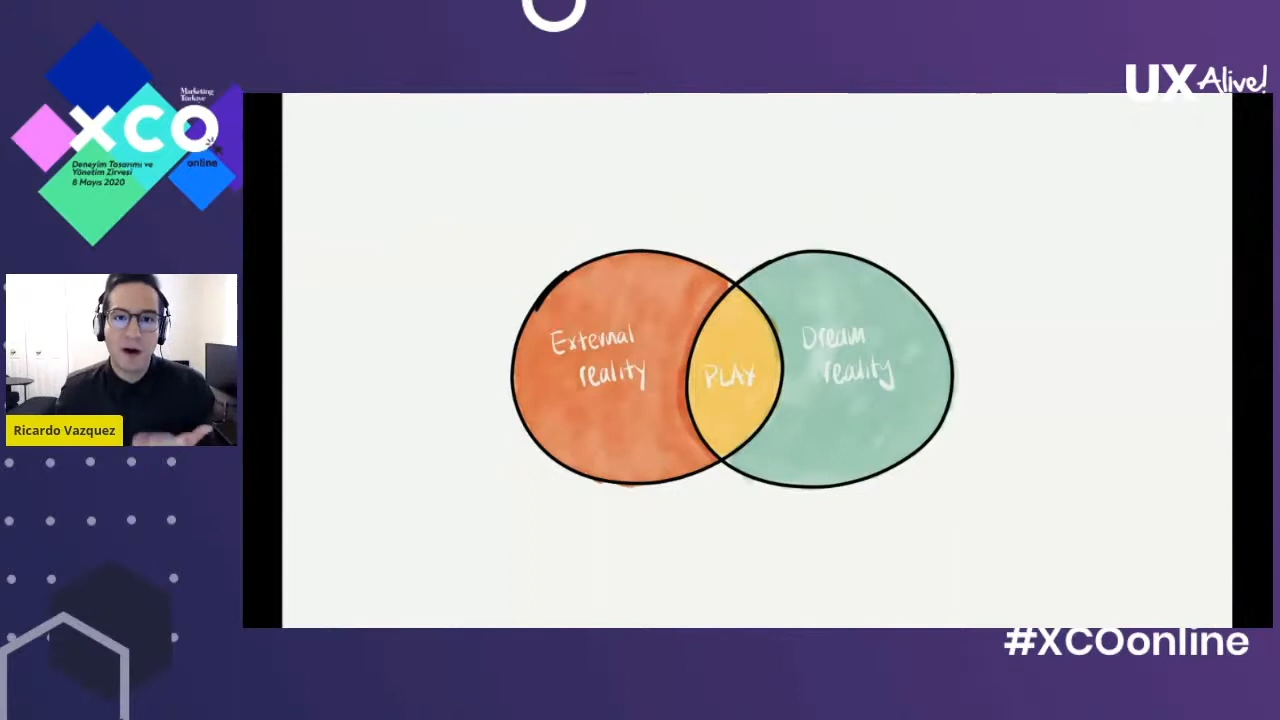 UX Alive!
Marketing
Türkiye
XCO
online
Deneyim Tasarımı ve
Yönetim Zirvesi
8 Mayıs 2020
External
reality
PLAY
Dream
reality
Ricardo Vazquez
#XCOonline